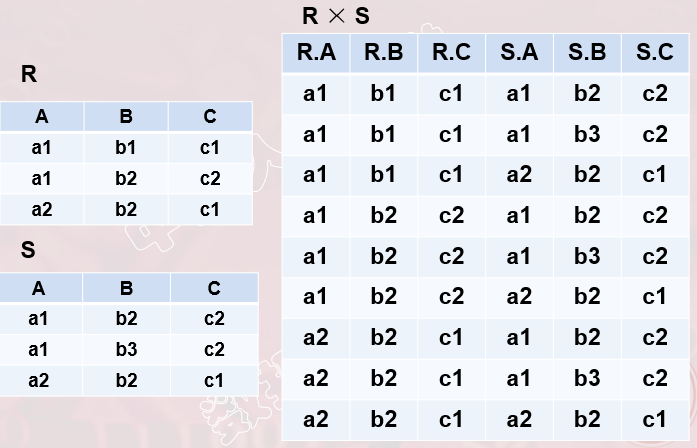 R
A B C
a1 b1 c1
a1 b2 c2
a2 b2 c1
S
A B C
a1 b2 c2
a1 b3 c2
a2 b2 c1
R × S
R.A R.B R.C S.A S.B S.C
a1 b1 c1 a1 b2 c2
a1 b1 c1 a1 b3 c2
a1 b1 c1 a2 b2 c1
a1 b2 c2 a1 b2 c2
a1 b2 c2 a1 b3 c2
a1 b2 c2 a2 b2 c1
a2 b2 c1 a1 b2 c2
a2 b2 c1 a1 b3 c2
a2 b2 c1 a2 b2 c1